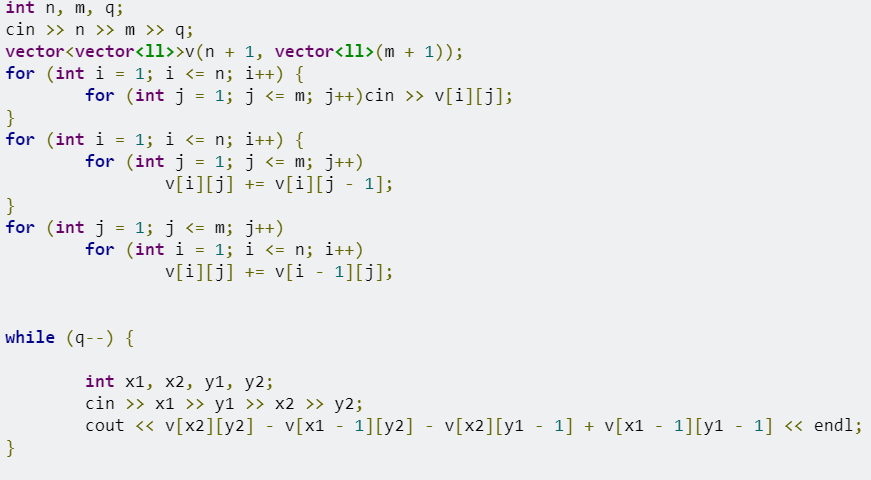 int n, m, q;
cin >> n >> m >> q;
vector<vector<ll>>v(n + 1, vector<ll>(m + 1));
for (int i = 1; i <= n; i++) {
        for (int j = 1; j <= m; j++)cin >> v[i][j];
}
for (int i = 1; i <= n; i++) {
        for (int j = 1; j <= m; j++)
                v[i][j] += v[i][j - 1];
}
for (int j = 1; j <= m; j++)
        for (int i = 1; i <= n; i++)
                v[i][j] += v[i - 1][j];
while (q--) {
        int x1, x2, y1, y2;
        cin >> x1 >> y1 >> x2 >> y2;
        cout << v[x2][y2] - v[x1 - 1][y2] - v[x2][y1 - 1] + v[x1 - 1][y1 - 1] << endl;
}